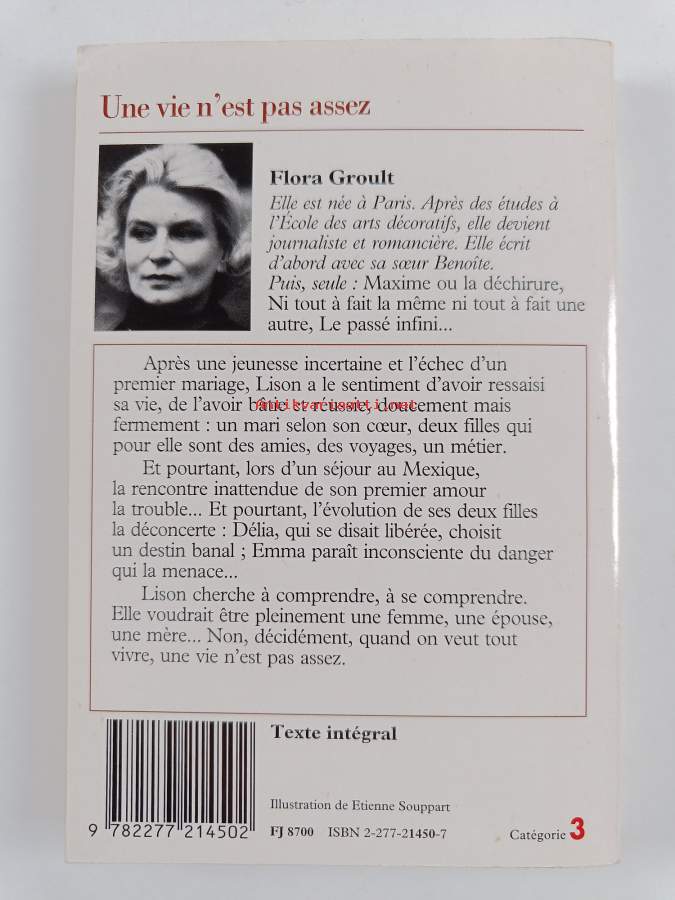 Une vie n'est pas assez
Flora Groult
Elle est née à Paris. Après des études à
l'École des arts décoratifs, elle devient
journaliste et romancière. Elle écrit
d'abord avec sa sœur Benoîte.
Puis, seule : Maxime ou la déchirure,
Ni tout à fait la même ni tout à fait une
autre, Le passé infini...
Après une jeunesse incertaine et l'échec d'un
premier mariage, Lison a le sentiment d'avoir ressaisi
sa vie, de l'avoir bâtie et réussie, doucement mais
fermement : un mari selon son cœur, deux filles qui
pour elle sont des amies, des voyages, un métier.
Et pourtant, lors d'un séjour au Mexique,
la rencontre inattendue de son premier amour
la trouble... Et pourtant, l'évolution de ses deux filles
la déconcerte : Délia, qui se disait libérée, choisit
un destin banal ; Emma paraît inconsciente du danger
qui la menace...
Lison cherche à comprendre, à se comprendre.
Elle voudrait être pleinement une femme, une épouse,
une mère... Non, décidément, quand on veut tout
vivre, une vie n'est pas assez.
Texte intégral
Illustration de Etienne Souppart
9 782277 214502
FJ 8700 ISBN 2-277-21450-7
Catégorie 3